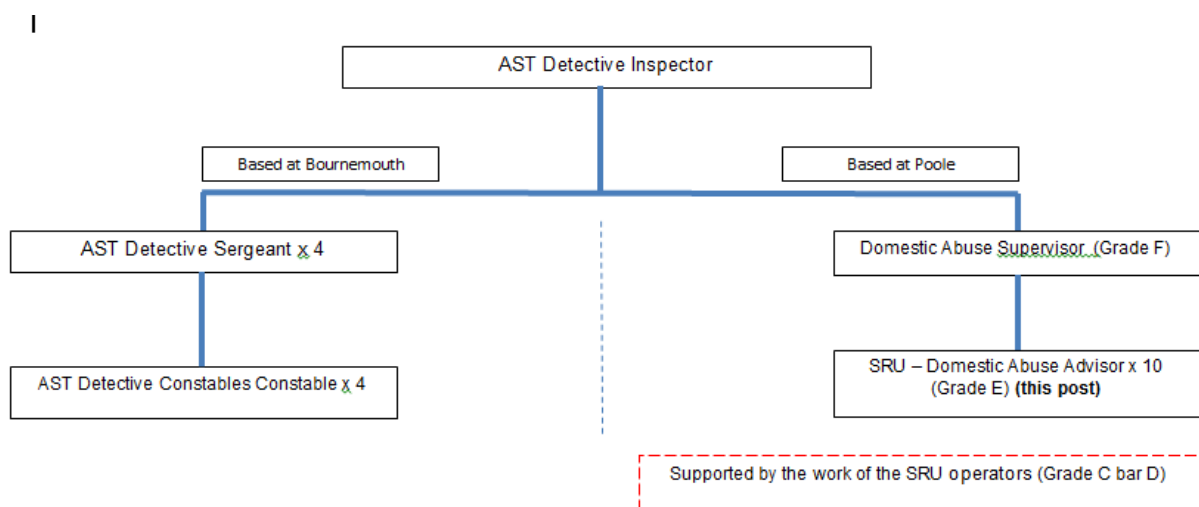 I
AST Detective Inspector
Based at Bournemouth
Based at Poole
AST Detective Sergeant x 4
Domestic Abuse Supervisor (Grade F)
AST Detective Constables Constable x 4
SRU – Domestic Abuse Advisor x 10
(Grade E) (this post)
Supported by the work of the SRU operators (Grade C bar D)